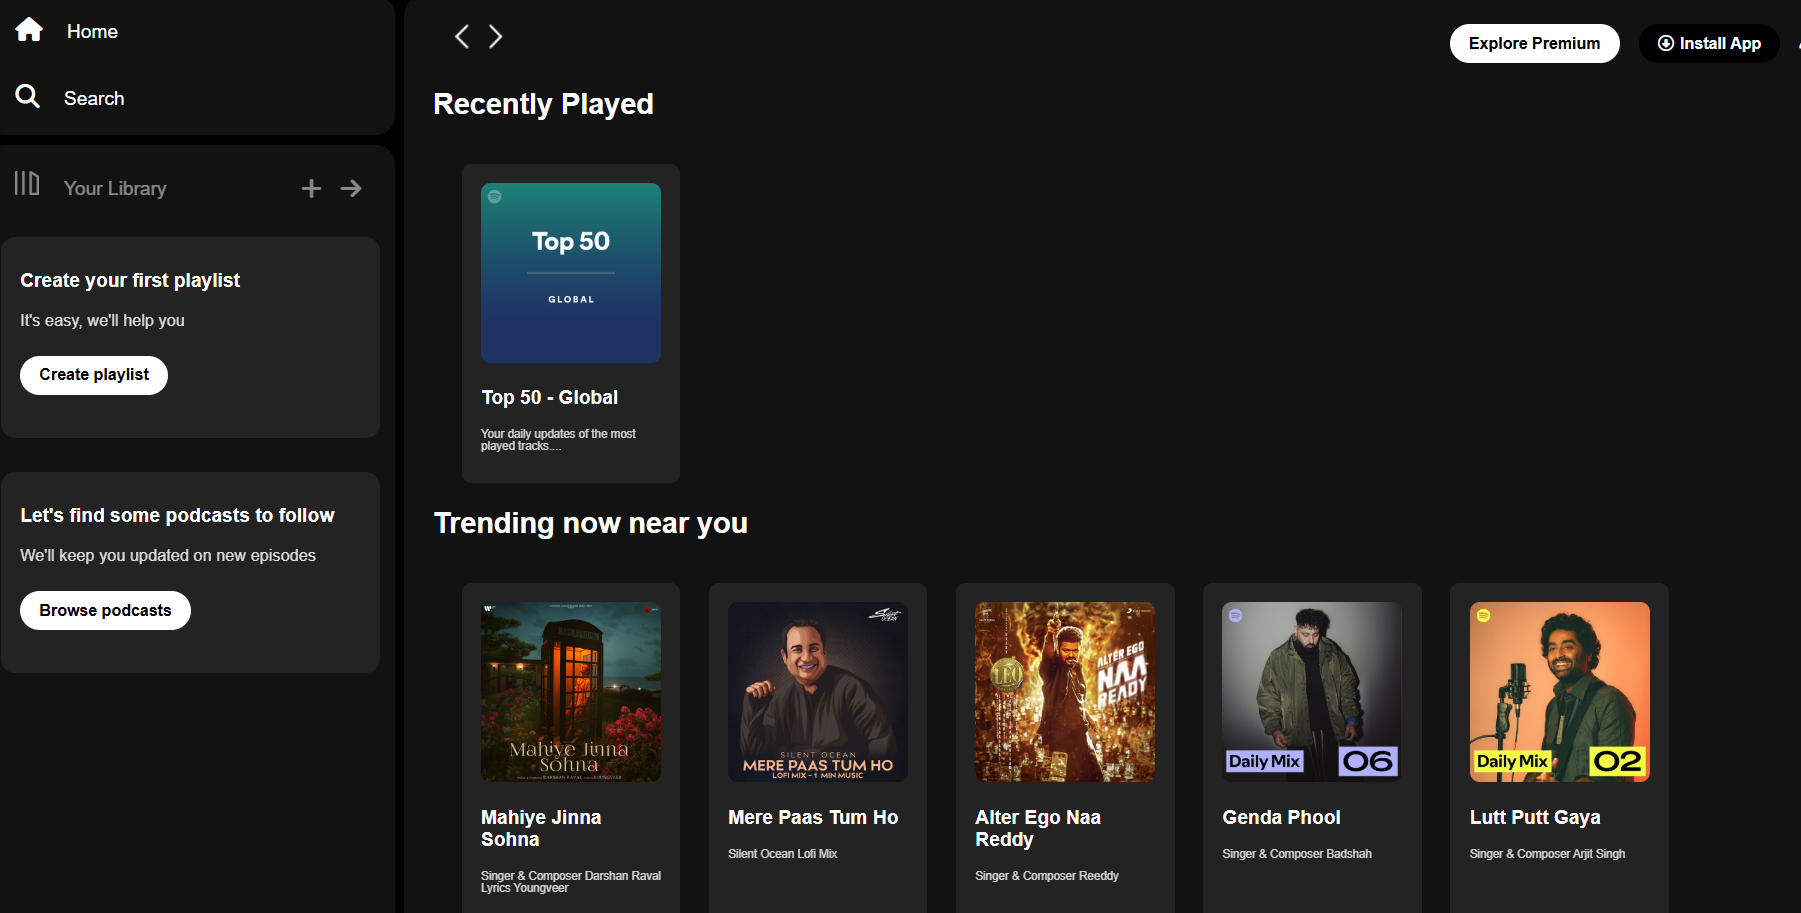 Home
Search
Your Library
Create your first playlist
It's easy, we'll help you
Create playlist
Let's find some podcasts to follow
We'll keep you updated on new episodes
Browse podcasts
Explore Premium
Install App
Recently Played
Top 50
GLOBAL
Top 50 - Global
Your daily updates of the most
played tracks....
Trending now near you
Mahiye Jinna
Sohna
Mahiye Jinna
Sohna
Singer & Composer Darshan Raval
Lyrics Youngveer
SILENT OCEAN
SILENT OCEAN
MERE PAAS TUM HO
LOFI MIX - 1 MIN MUSIC
Mere Paas Tum Ho
Silent Ocean Lofi Mix
LEO
ALTER EGO
NAA
READY
Alter Ego Naa
Reddy
Singer & Composer Reeddy
Daily Mix
06
Genda Phool
Singer & Composer Badshah
Daily Mix
02
Lutt Putt Gaya
Singer & Composer Arjit Singh